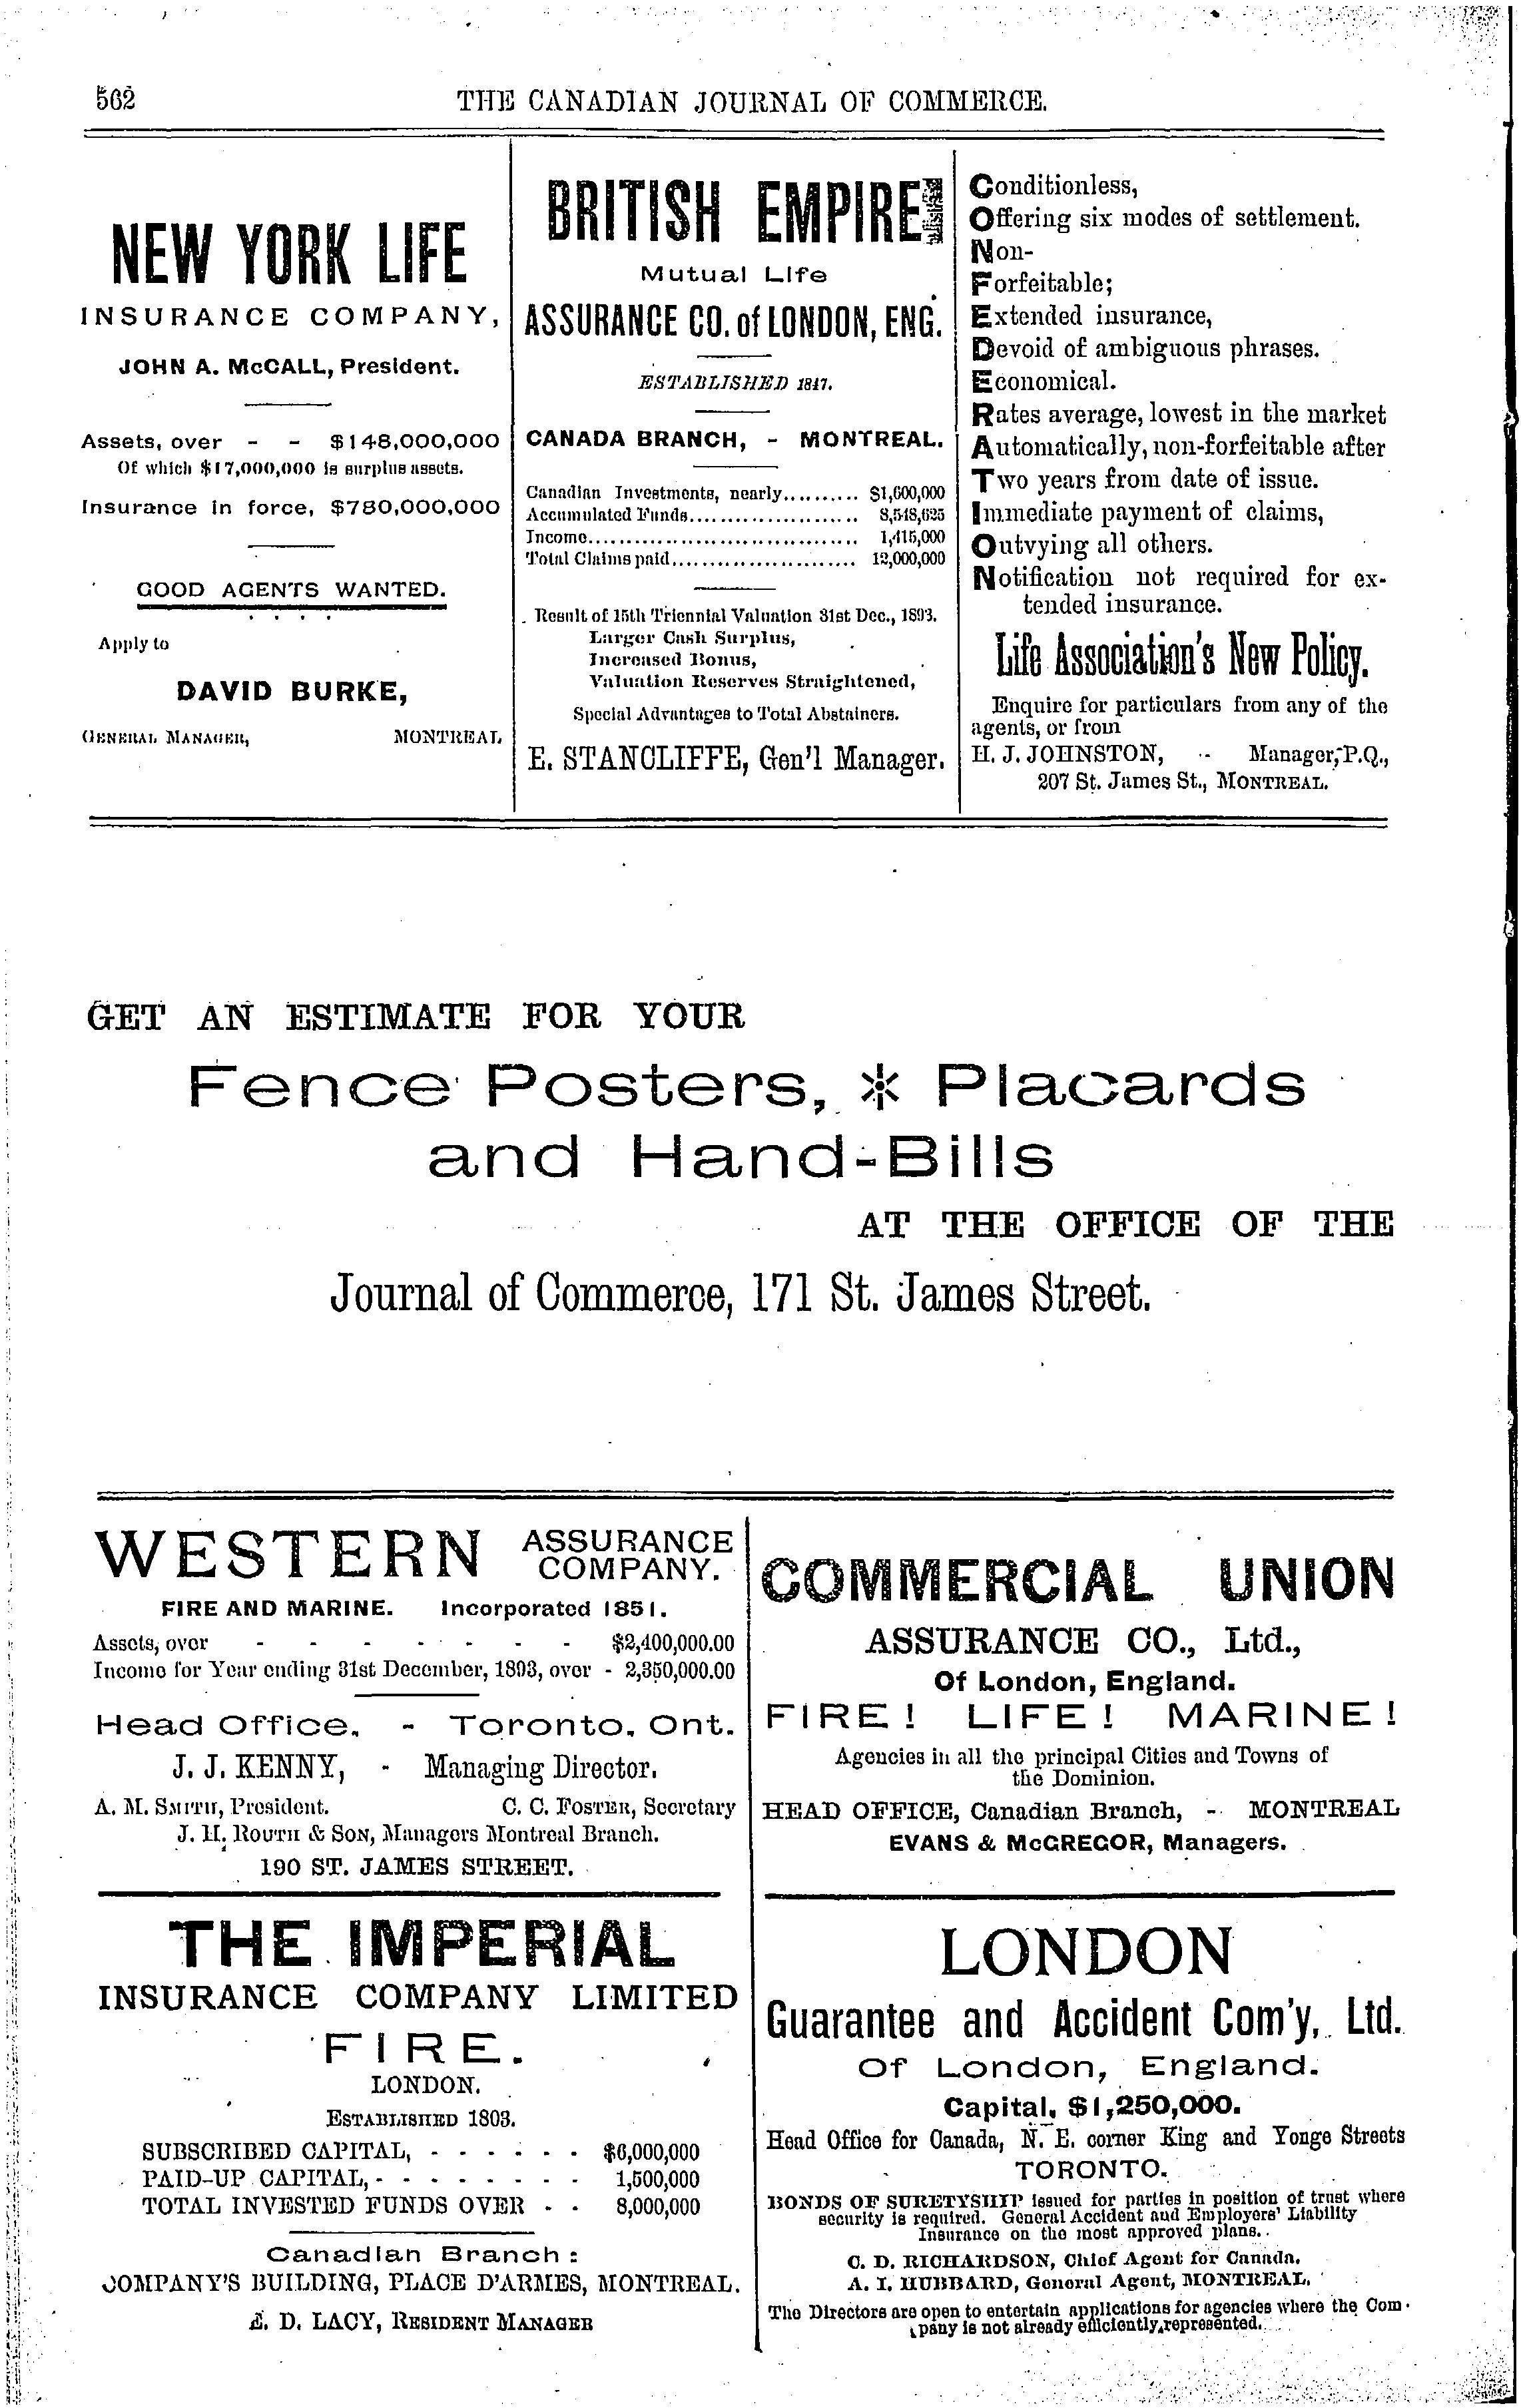 562
THE CANADIAN JOURNAL OF COMMERCE.
NEW YORK LIFE
INSURANCE COMPANY,
JOHN A. McCALL, President.
Assets, over - - $148,000,000
Of which $17,000,000 is surplus assets.
Insurance in force, $780,000,000
GOOD AGENTS WANTED.
Apply to
DAVID BURKE,
GENERAL MANAGER, MONTREAL
BRITISH EMPIRE
Mutual Life
ASSURANCE CO. of LONDON, ENG.
ESTABLISHED 1847.
CANADA BRANCH, - MONTREAL.
Canadian Investments, nearly.......... $1,600,000
Accumulated Funds...................... 8,548,625
Income.................................. 1,415,000
Total Claims paid........................ 12,000,000
Result of 15th Triennial Valuation 31st Dec., 1893.
Larger Cash Surplus,
Increased Bonus,
Valuation Reserves Straightened,
Special Advantages to Total Abstainers.
E. STANCLIFFE, Gen'l Manager.
Conditionless,
Offering six modes of settlement.
Non-
Forfeitable;
Extended insurance,
Devoid of ambiguous phrases.
Economical.
Rates average, lowest in the market
Automatically, non-forfeitable after
Two years from date of issue.
Immediate payment of claims,
Outvying all others.
Notification not required for ex-
tended insurance.
Life Association's New Policy.
Enquire for particulars from any of the
agents, or from
H. J. JOHNSTON, - Manager, P.Q.,
207 St. James St., MONTREAL.
GET AN ESTIMATE FOR YOUR
Fence Posters, * Placards
and Hand-Bills
AT THE OFFICE OF THE
Journal of Commerce, 171 St. James Street.
WESTERN ASSURANCE
COMPANY.
FIRE AND MARINE. Incorporated 1851.
Assets, over - - - - - - - $2,400,000.00
Income for Year ending 31st December, 1893, over - 2,350,000.00
Head Office, - Toronto, Ont.
J. J. KENNY, - Managing Director.
A. M. SMITH, President. C. C. FOSTER, Secretary
J. H. ROUTH & SON, Managers Montreal Branch.
190 ST. JAMES STREET.
COMMERCIAL UNION
ASSURANCE CO., Ltd.,
Of London, England.
FIRE! LIFE! MARINE!
Agencies in all the principal Cities and Towns of
the Dominion.
HEAD OFFICE, Canadian Branch, - MONTREAL
EVANS & McGREGOR, Managers.
THE IMPERIAL
INSURANCE COMPANY LIMITED
FIRE.
LONDON.
ESTABLISHED 1803.
SUBSCRIBED CAPITAL, - - - - - - $6,000,000
PAID-UP CAPITAL, - - - - - - - - 1,500,000
TOTAL INVESTED FUNDS OVER - - 8,000,000
Canadian Branch:
COMPANY'S BUILDING, PLACE D'ARMES, MONTREAL.
E. D. LACY, RESIDENT MANAGER
LONDON
Guarantee and Accident Com'y, Ltd.
Of London, England.
Capital, $1,250,000.
Head Office for Canada, N. E. corner King and Yonge Streets
TORONTO.
BONDS OF SURETYSHIP issued for parties in position of trust where
security is required. General Accident and Employers' Liability
Insurance on the most approved plans.
C. D. RICHARDSON, Chief Agent for Canada.
A. I. HUBBARD, General Agent, MONTREAL.
The Directors are open to entertain applications for agencies where the Com-
pany is not already efficiently represented.